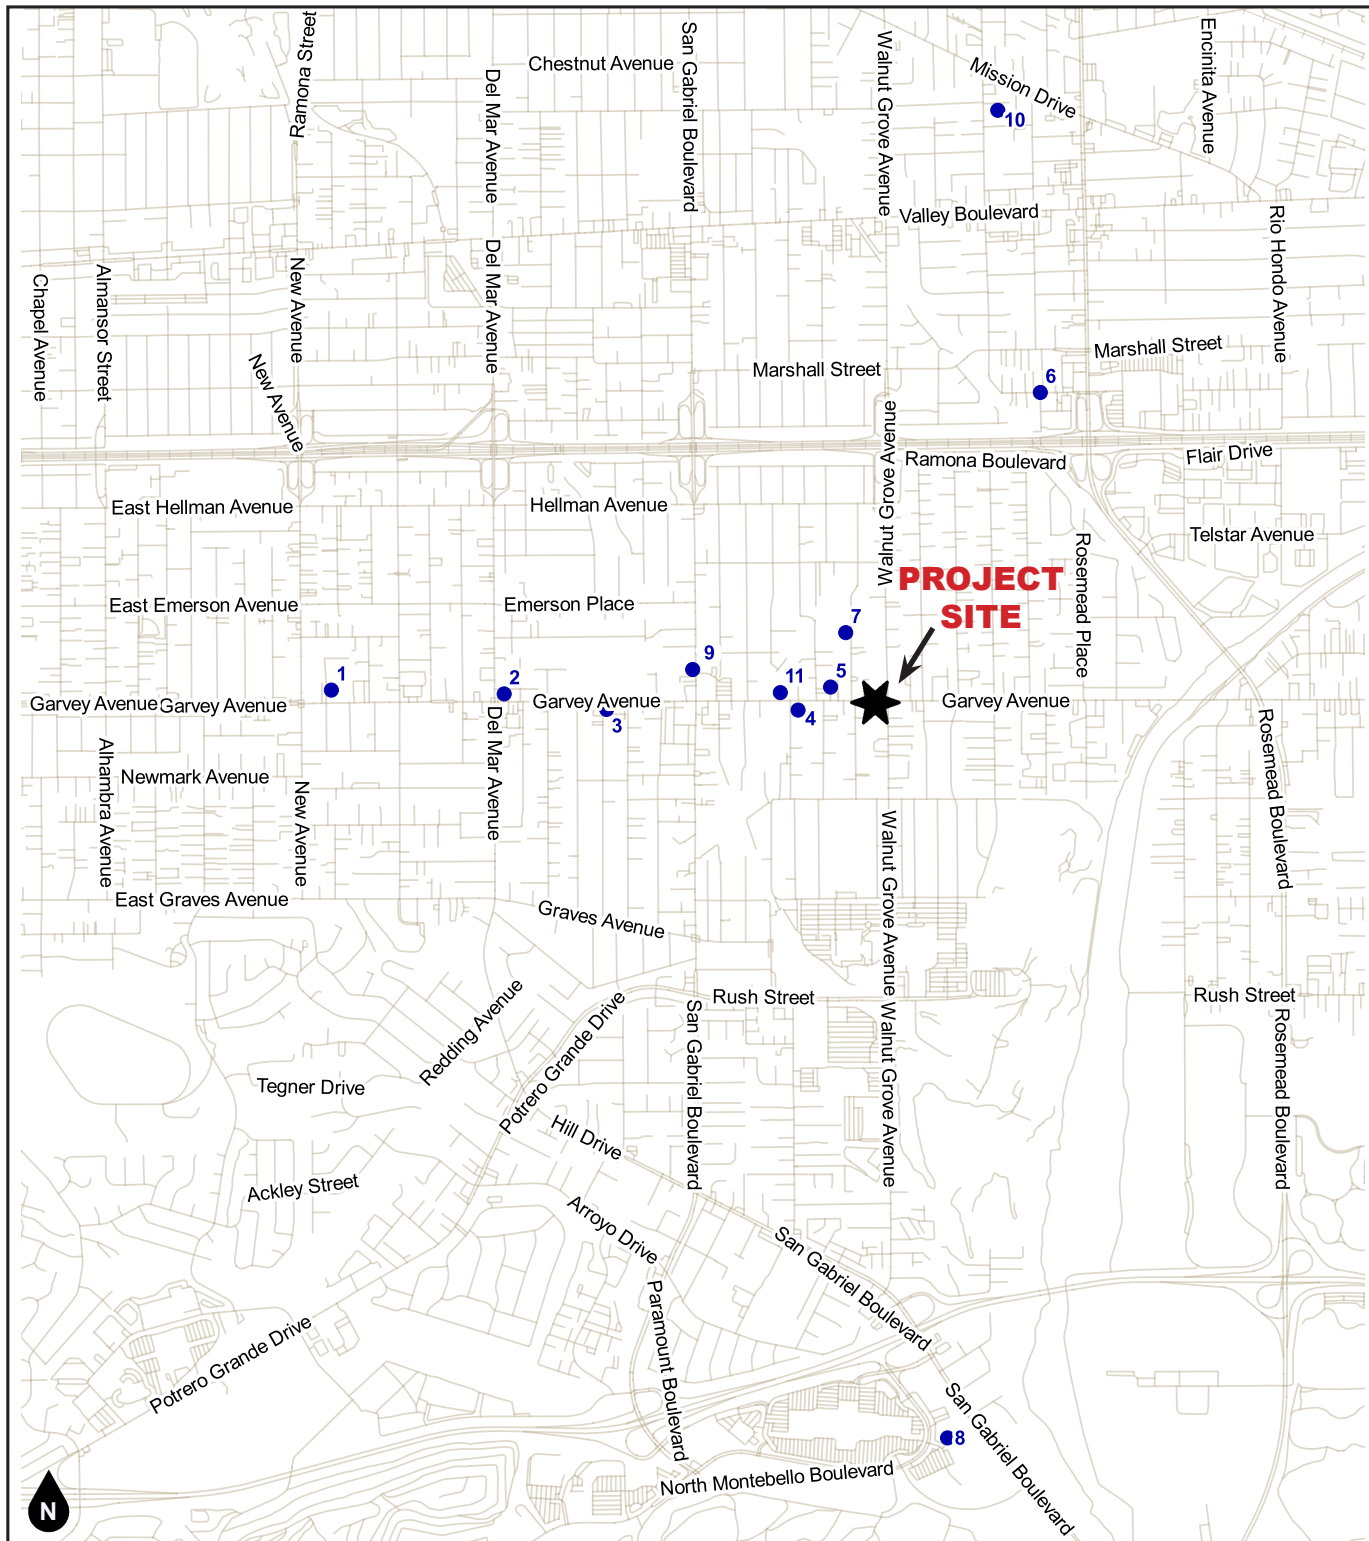 Ramona Street
Chestnut Avenue
San Gabriel Boulevard
Walnut Grove Avenue
Mission Drive
Encinita Avenue
Del Mar Avenue
10
Valley Boulevard
Rio Hondo Avenue
Del Mar Avenue
New Avenue
Almansor Street
Chapel Avenue
New Avenue
Marshall Street
Marshall Street
6
Walnut Grove Avenue
Ramona Boulevard
Flair Drive
East Hellman Avenue
Hellman Avenue
Telstar Avenue
Rosemead Place
PROJECT
SITE
East Emerson Avenue
Emerson Place
7
9
1
2
11
5
Garvey Avenue
Garvey Avenue
Garvey Avenue
Garvey Avenue
3
4
Del Mar Avenue
Rosemead Boulevard
Alhambra Avenue
Newmark Avenue
New Avenue
Walnut Grove Avenue
East Graves Avenue
Graves Avenue
Redding Avenue
Potrero Grande Drive
Rush Street
Rush Street
San Gabriel Boulevard
Walnut Grove Avenue
Rosemead Boulevard
Tegner Drive
Hill Drive
Ackley Street
Arroyo Drive
San Gabriel Boulevard
Paramount Boulevard
Potrero Grande Drive
San Gabriel Boulevard
8
North Montebello Boulevard
N